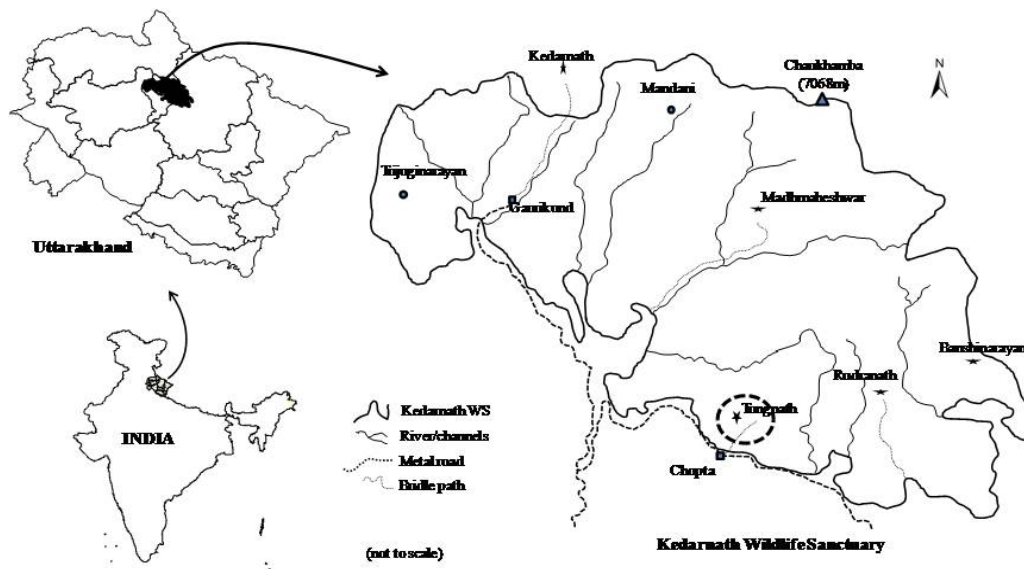 Kedarnath
Chaukhamba
(7068m)
N
Mandani
Trijuginarayan
Gaurikund
Madhmaheshwar
Uttarakhand
Banshinarayan
Rudranath
Tungnath
Kedarnath WS
River/channels
INDIA
Metal road
Chopta
Bridle path
(not to scale)
Kedarnath Wildlife Sanctuary